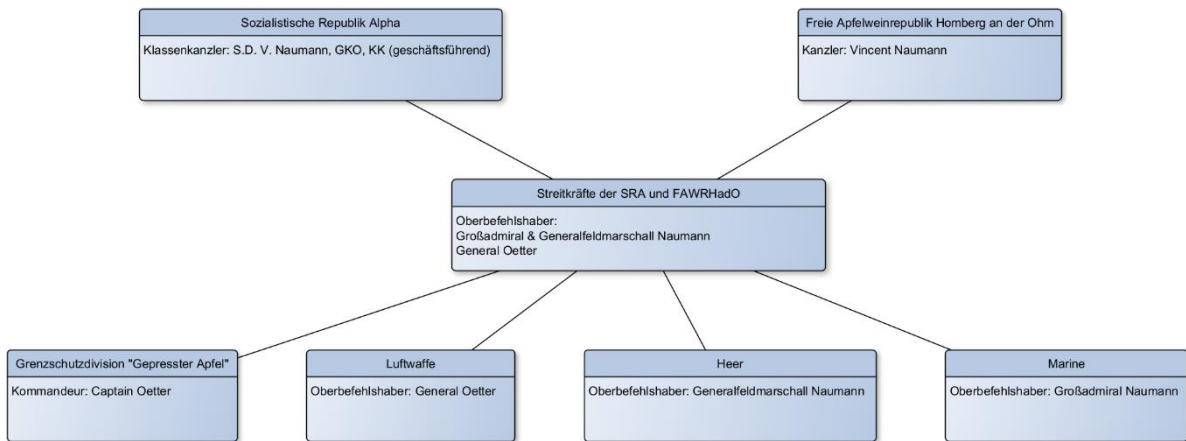 Sozialistische Republik Alpha
Klassenkanzler: S.D. V. Naumann, GKO, KK (geschäftsführend)
Freie Apfelweinrepublik Homberg an der Ohm
Kanzler: Vincent Naumann
Streitkräfte der SRA und FAWRHadO
Oberbefehlshaber:
Großadmiral & Generalfeldmarschall Naumann
General Oetter
Grenzschutzdivision "Gepresster Apfel"
Kommandeur: Captain Oetter
Luftwaffe
Oberbefehlshaber: General Oetter
Heer
Oberbefehlshaber: Generalfeldmarschall Naumann
Marine
Oberbefehlshaber: Großadmiral Naumann